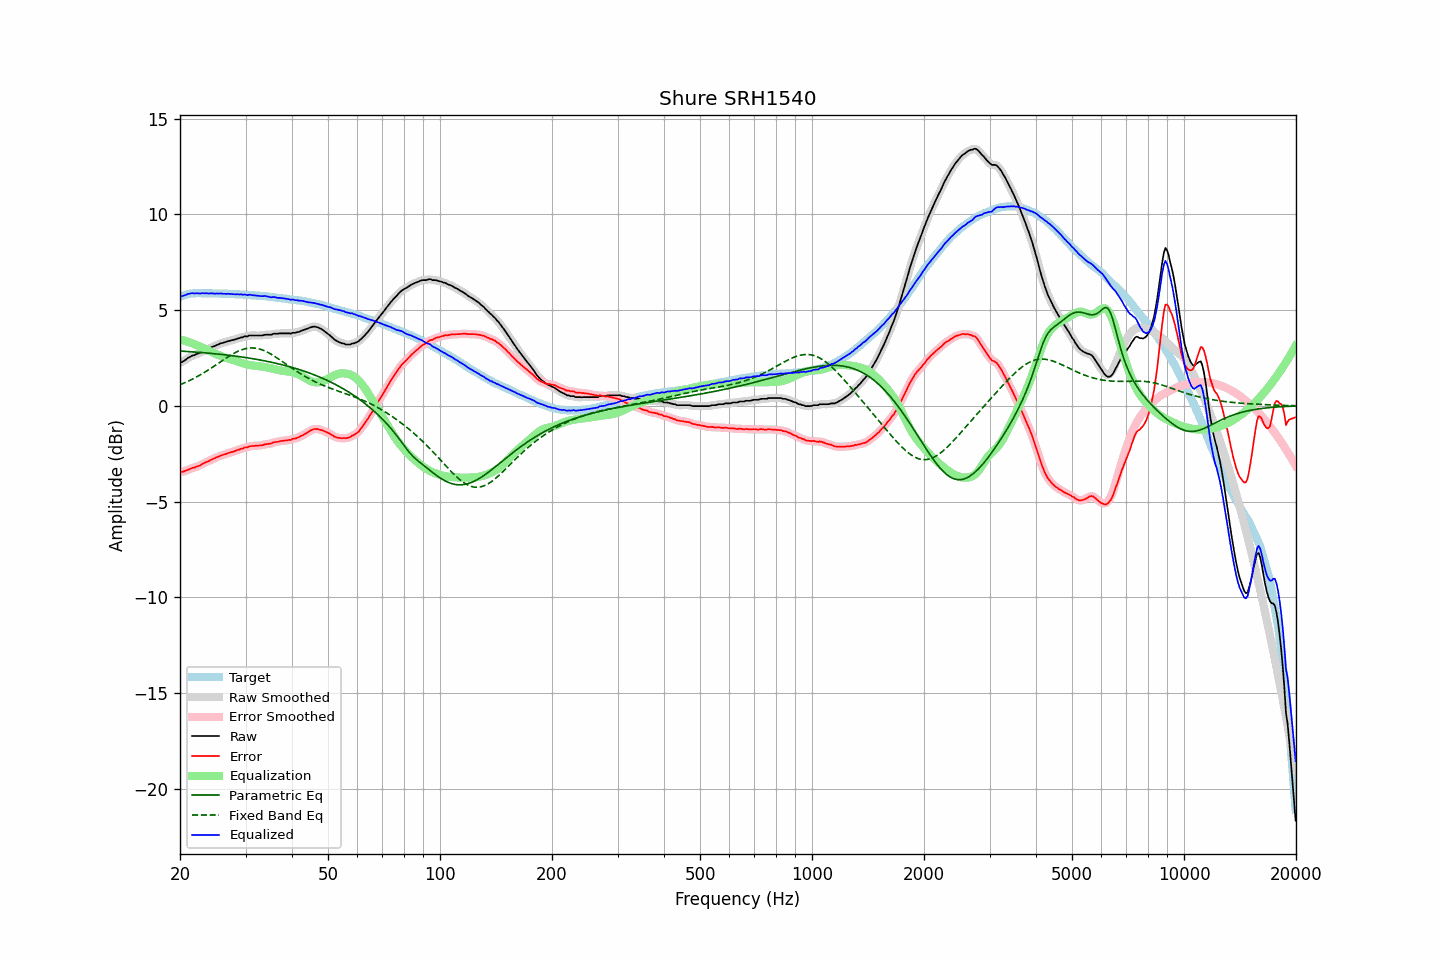 Shure SRH1540
15
10
5
0
−5
−10
−15
−20
Amplitude (dBr)
Target
Raw Smoothed
Error Smoothed
Raw
Error
Equalization
Parametric Eq
Fixed Band Eq
Equalized
20 50 100 200 500 1000 2000 5000 10000 20000
Frequency (Hz)